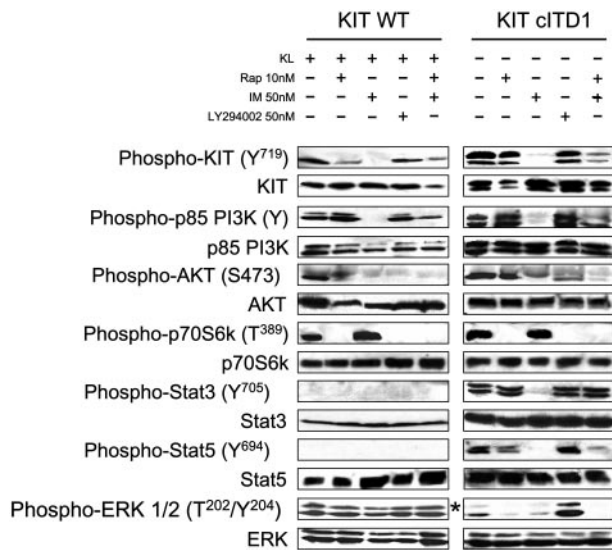 KIT WT KIT cITD1
KL + + + + + - - - - -
Rap 10nM - + - - + - + - - +
IM 50nM - - + - + - - + - +
LY294002 50nM - - - + - - - - + -
Phospho-KIT (Y719)
KIT
Phospho-p85 PI3K (Y)
p85 PI3K
Phospho-AKT (S473)
AKT
Phospho-p70S6k (T389)
p70S6k
Phospho-Stat3 (Y705)
Stat3
Phospho-Stat5 (Y694)
Stat5
Phospho-ERK 1/2 (T202/Y204) *
ERK